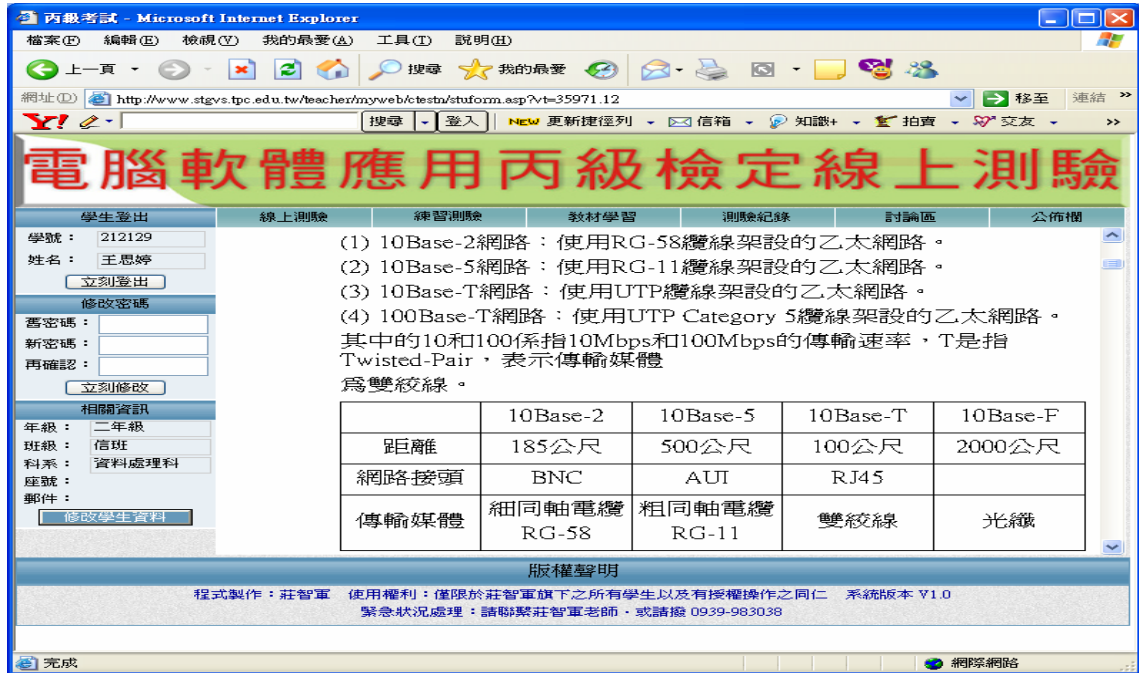 丙級考試 - Microsoft Internet Explorer
檔案(F) 編輯(E) 檢視(V) 我的最愛(A) 工具(T) 說明(H)
上一頁 搜尋 我的最愛
網址(D) http://www.stgvs.tpc.edu.tw/teacher/myweb/ctestn/stuform.asp?vt=35971.12 移至 連結 »
Y! 搜尋 登入 NEW 更新捷徑列 信箱 知識+ 拍賣 交友 »
電腦軟體應用丙級檢定線上測驗
學生登出 線上測驗 練習測驗 教材學習 測驗紀錄 討論區 公佈欄
學號： 212129
姓名： 王思婷
立刻登出
修改密碼
舊密碼：
新密碼：
再確認：
立刻修改
相關資訊
年級： 二年級
班級： 信班
科系： 資料處理科
座號：
郵件：
修改學生資料
(1) 10Base-2網路：使用RG-58纜線架設的乙太網路。
(2) 10Base-5網路：使用RG-11纜線架設的乙太網路。
(3) 10Base-T網路：使用UTP纜線架設的乙太網路。
(4) 100Base-T網路：使用UTP Category 5纜線架設的乙太網路。
其中的10和100係指10Mbps和100Mbps的傳輸速率，T是指
Twisted-Pair，表示傳輸媒體
爲雙絞線。
10Base-2 10Base-5 10Base-T 10Base-F
距離 185公尺 500公尺 100公尺 2000公尺
網路接頭 BNC AUI RJ45
傳輸媒體 細同軸電纜 粗同軸電纜 雙絞線 光纖
RG-58 RG-11
版權聲明
程式製作：莊智軍 使用權利：僅限於莊智軍旗下之所有學生以及有授權操作之同仁 系統版本 V1.0
緊急狀況處理：請聯繫莊智軍老師．或請撥 0939-983038
完成 網際網路